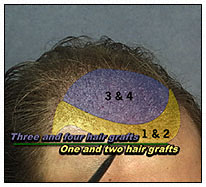 3 & 4
1 & 2
Three and four hair grafts
One and two hair grafts